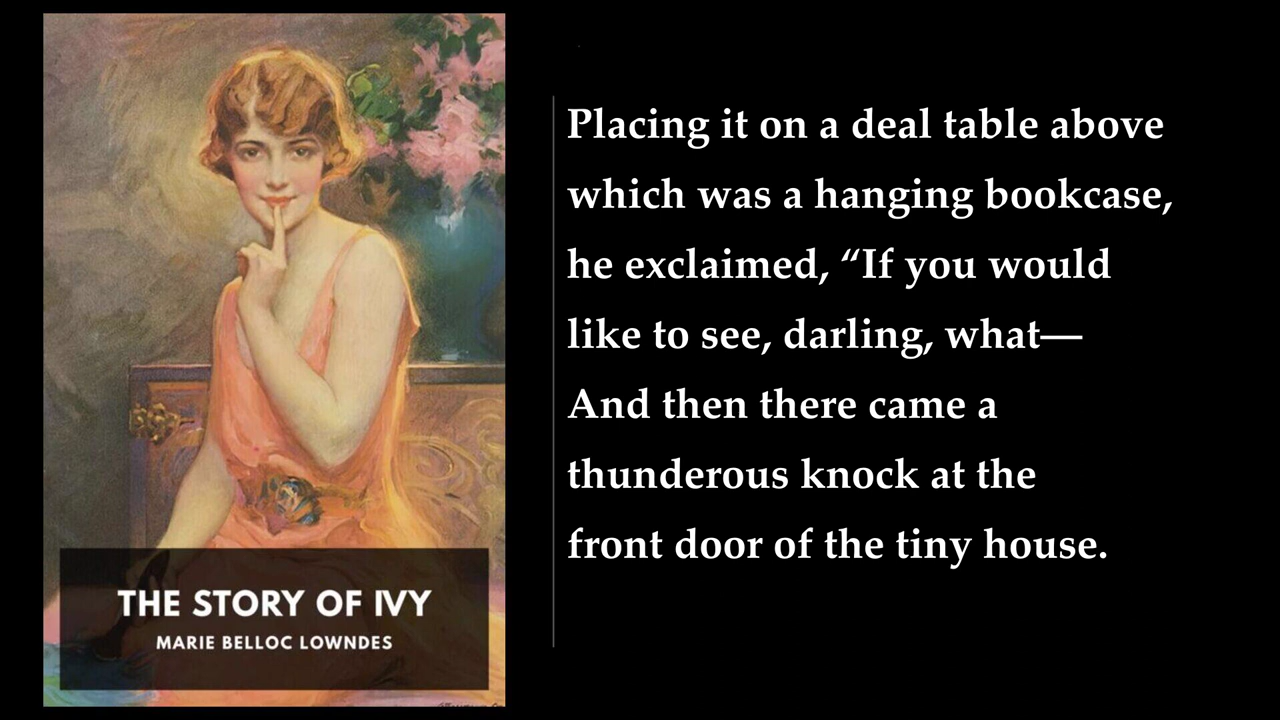 THE STORY OF IVY
MARIE BELLOC LOWNDES
Placing it on a deal table above
which was a hanging bookcase,
he exclaimed, “If you would
like to see, darling, what—
And then there came a
thunderous knock at the
front door of the tiny house.